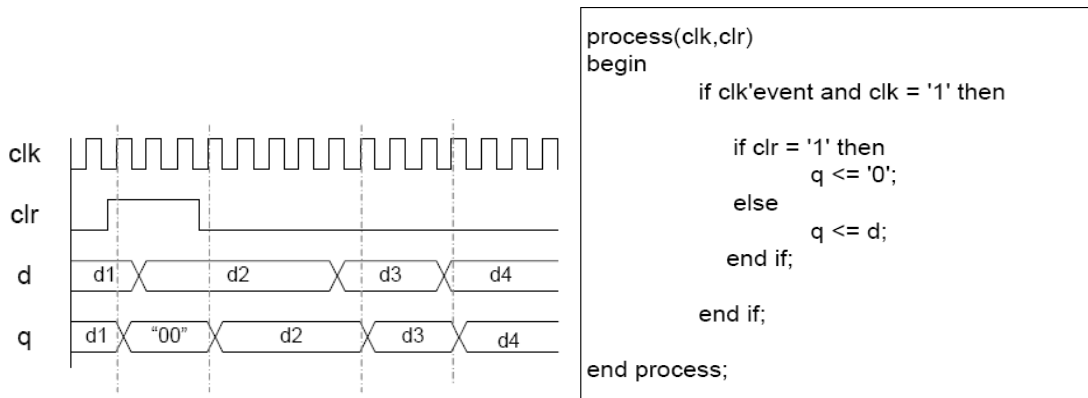 clk
clr
d d1 d2 d3 d4
q d1 “00” d2 d3 d4
process(clk,clr)
begin
if clk'event and clk = '1' then
if clr = '1' then
q <= '0';
else
q <= d;
end if;
end if;
end process;